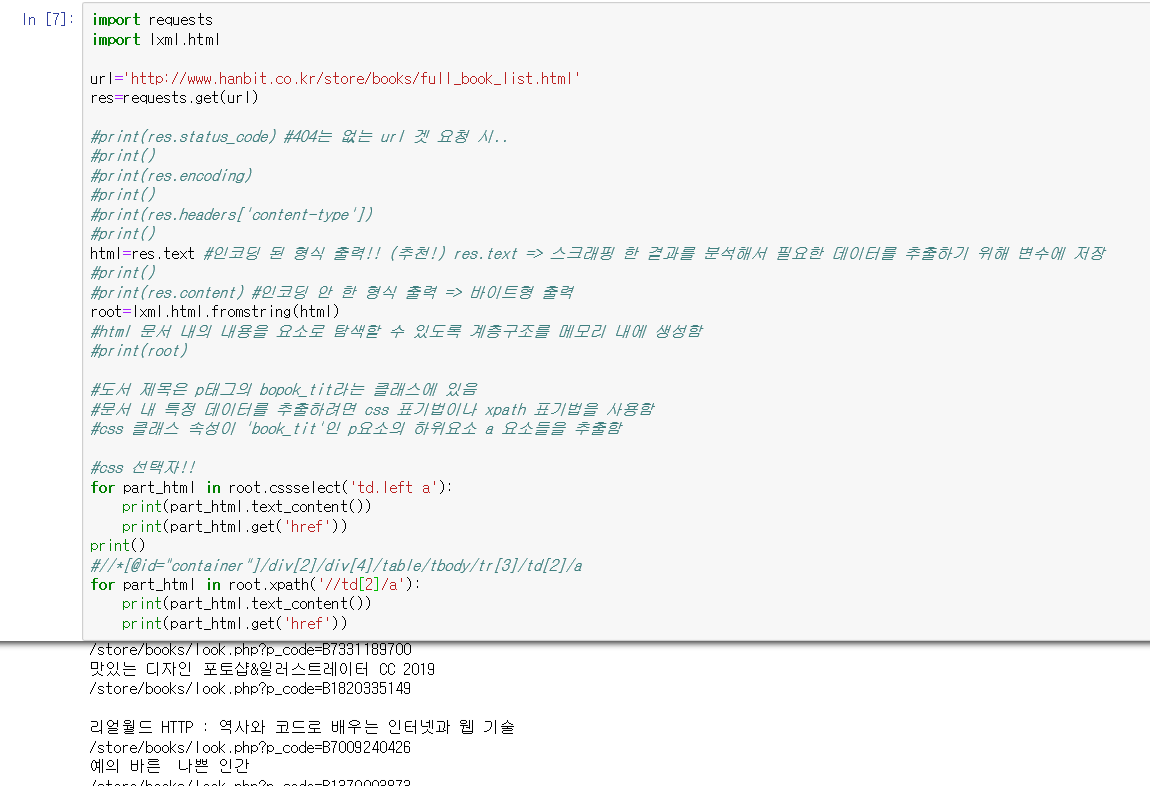 In [7]:
import requests
import lxml.html
url='http://www.hanbit.co.kr/store/books/full_book_list.html'
res=requests.get(url)
#print(res.status_code) #404는 없는 url 겟 요청 시..
#print()
#print(res.encoding)
#print()
#print(res.headers['content-type'])
#print()
html=res.text #인코딩 된 형식 출력!! (추천!) res.text => 스크래핑 한 결과를 분석해서 필요한 데이터를 추출하기 위해 변수에 저장
#print()
#print(res.content) #인코딩 안 한 형식 출력 => 바이트형 출력
root=lxml.html.fromstring(html)
#html 문서 내의 내용을 요소로 탐색할 수 있도록 계층구조를 메모리 내에 생성함
#print(root)
#도서 제목은 p태그의 bopok_tit라는 클래스에 있음
#문서 내 특정 데이터를 추출하려면 css 표기법이나 xpath 표기법을 사용함
#css 클래스 속성이 'book_tit'인 p요소의 하위요소 a 요소들을 추출함
#css 선택자!!
for part_html in root.cssselect('td.left a'):
    print(part_html.text_content())
    print(part_html.get('href'))
print()
#//*[@id="container"]/div[2]/div[4]/table/tbody/tr[3]/td[2]/a
for part_html in root.xpath('//td[2]/a'):
    print(part_html.text_content())
    print(part_html.get('href'))
/store/books/look.php?p_code=B7331189700
맛있는 디자인 포토샵&일러스트레이터 CC 2019
/store/books/look.php?p_code=B1820335149
리얼월드 HTTP : 역사와 코드로 배우는 인터넷과 웹 기술
/store/books/look.php?p_code=B7009240426
예의 바른  나쁜 인간
/store/books/look.php?p_code=B1370003873